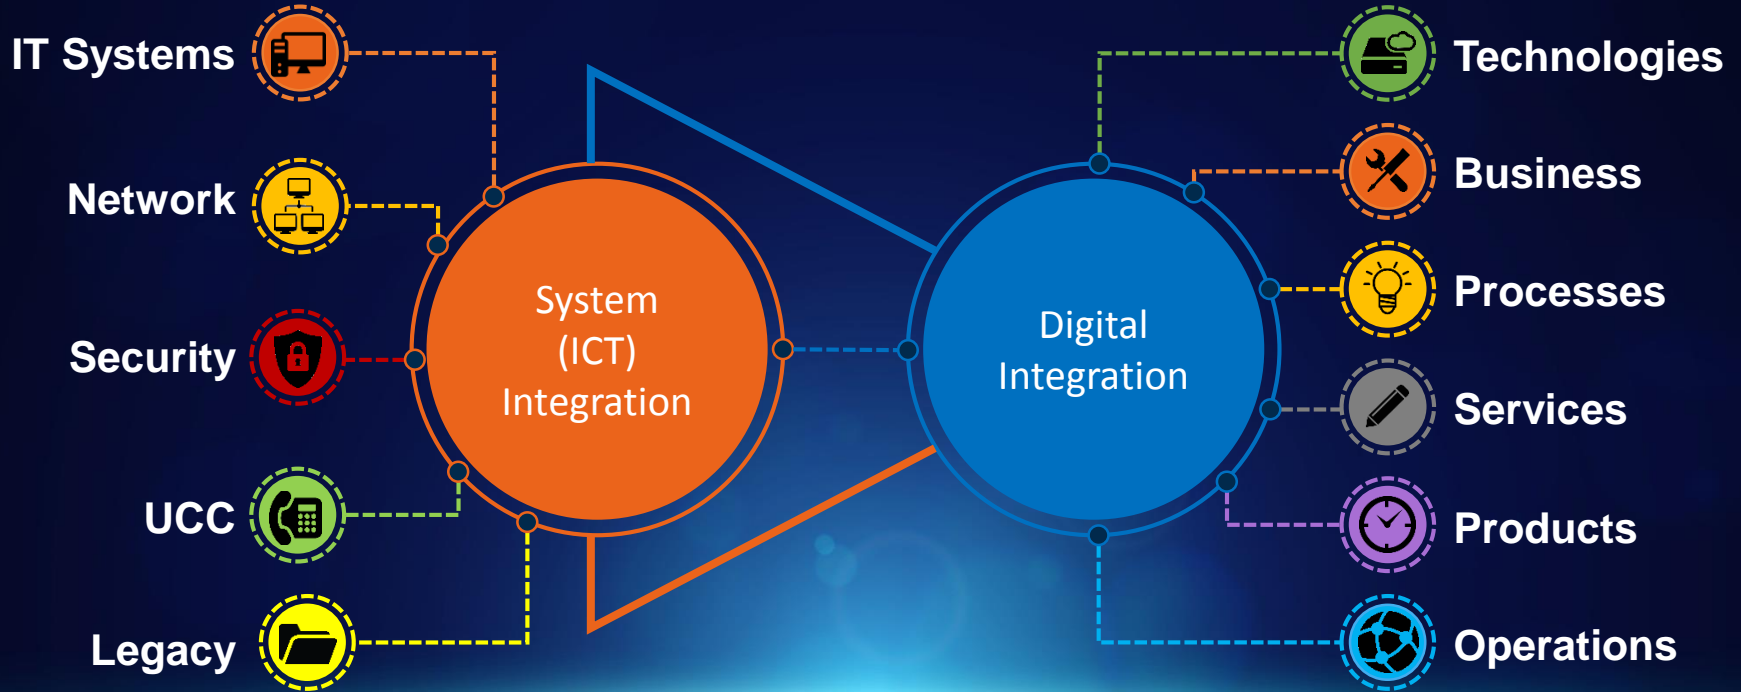 IT Systems
Network
Security
UCC
Legacy
System
(ICT)
Integration
Digital
Integration
Technologies
Business
Processes
Services
Products
Operations